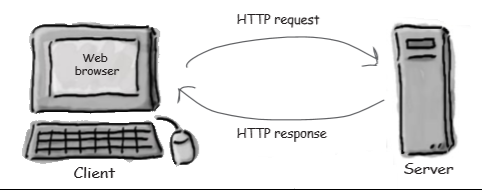 HTTP request
Web
browser
HTTP response
Client
Server